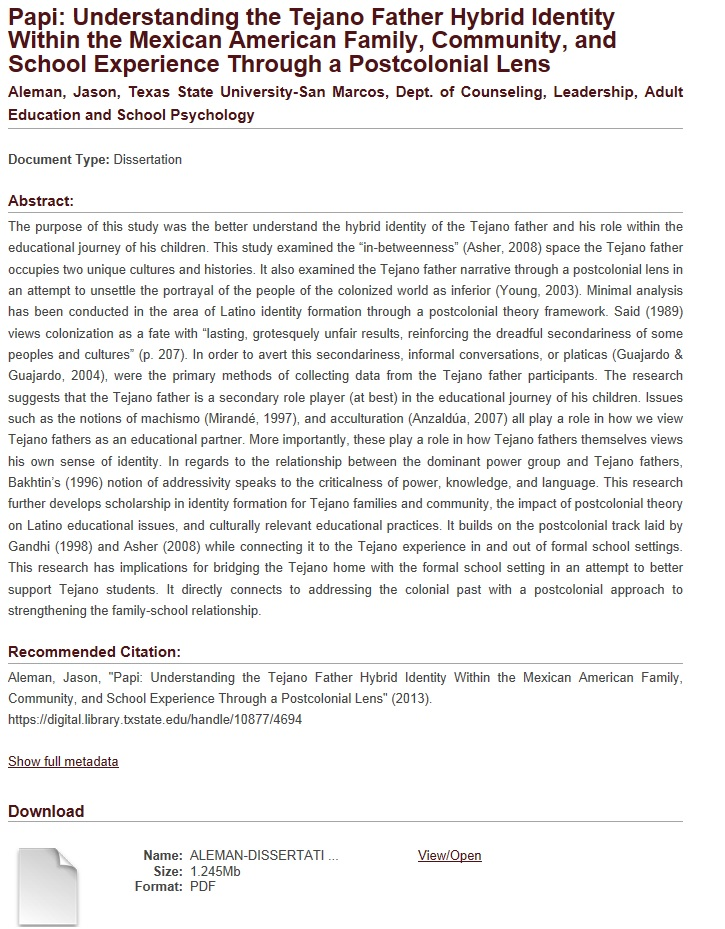 Papi: Understanding the Tejano Father Hybrid Identity
Within the Mexican American Family, Community, and
School Experience Through a Postcolonial Lens
Aleman, Jason, Texas State University-San Marcos, Dept. of Counseling, Leadership, Adult
Education and School Psychology
Document Type: Dissertation
Abstract:
The purpose of this study was the better understand the hybrid identity of the Tejano father and his role within the
educational journey of his children. This study examined the “in-betweenness” (Asher, 2008) space the Tejano father
occupies two unique cultures and histories. It also examined the Tejano father narrative through a postcolonial lens in
an attempt to unsettle the portrayal of the people of the colonized world as inferior (Young, 2003). Minimal analysis
has been conducted in the area of Latino identity formation through a postcolonial theory framework. Said (1989)
views colonization as a fate with “lasting, grotesquely unfair results, reinforcing the dreadful secondariness of some
peoples and cultures” (p. 207). In order to avert this secondariness, informal conversations, or platicas (Guajardo &
Guajardo, 2004), were the primary methods of collecting data from the Tejano father participants. The research
suggests that the Tejano father is a secondary role player (at best) in the educational journey of his children. Issues
such as the notions of machismo (Mirandé, 1997), and acculturation (Anzaldúa, 2007) all play a role in how we view
Tejano fathers as an educational partner. More importantly, these play a role in how Tejano fathers themselves views
his own sense of identity. In regards to the relationship between the dominant power group and Tejano fathers,
Bakhtin’s (1996) notion of addressivity speaks to the criticalness of power, knowledge, and language. This research
further develops scholarship in identity formation for Tejano families and community, the impact of postcolonial theory
on Latino educational issues, and culturally relevant educational practices. It builds on the postcolonial track laid by
Gandhi (1998) and Asher (2008) while connecting it to the Tejano experience in and out of formal school settings.
This research has implications for bridging the Tejano home with the formal school setting in an attempt to better
support Tejano students. It directly connects to addressing the colonial past with a postcolonial approach to
strengthening the family-school relationship.
Recommended Citation:
Aleman, Jason, "Papi: Understanding the Tejano Father Hybrid Identity Within the Mexican American Family,
Community, and School Experience Through a Postcolonial Lens" (2013).
https://digital.library.txstate.edu/handle/10877/4694
Show full metadata
Download
Name: ALEMAN-DISSERTATI ... View/Open
Size: 1.245Mb
Format: PDF